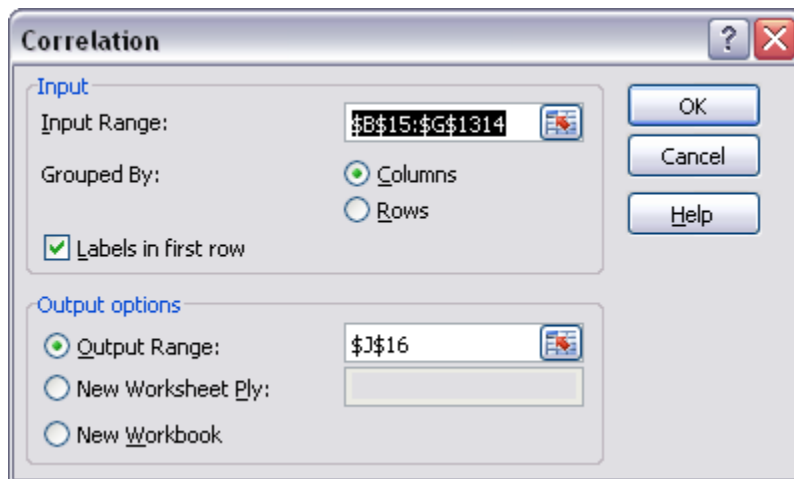 Correlation
Input
Input Range:
$B$15:$G$1314
Grouped By:
Columns
Rows
Labels in first row
OK
Cancel
Help
Output options
Output Range:
$J$16
New Worksheet Ply:
New Workbook